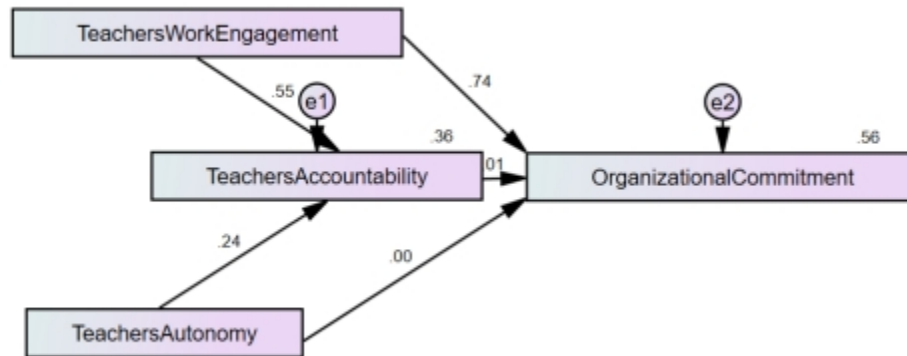 TeachersWorkEngagement
.55
e1
.74
e2
.36
.56
TeachersAccountability
01
OrganizationalCommitment
.24
.00
TeachersAutonomy